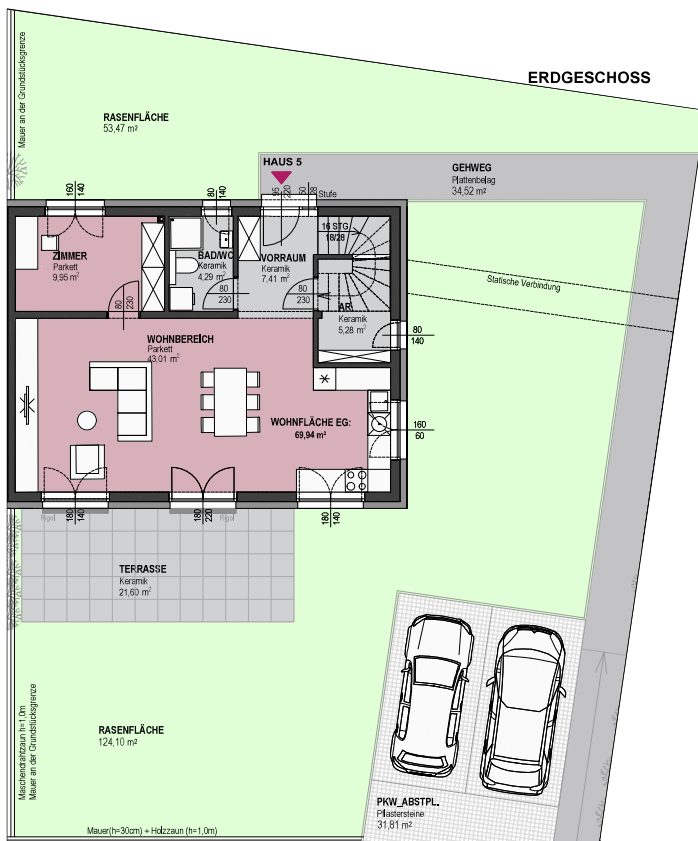 ERDGESCHOSS
Mauer an der Grundstücksgrenze
RASENFLÄCHE
53,47 m²
HAUS 5
GEHWEG
Plattenbelag
34,52 m²
160
140
80
140
95
220
50
28
Stufe
16 STG
18/28
ZIMMER
Parkett
9,95 m²
BAD/WC
Keramik
4,29 m²
VORRAUM
Keramik
7,41 m²
80
230
80
230
80
230
AR
Keramik
5,28 m²
Statische Verbindung
80
140
WOHNBEREICH
Parkett
43,01 m²
WOHNFLÄCHE EG:
69,94 m²
160
60
Rigol
180
140
180
220
Rigol
180
140
TERRASSE
Keramik
21,60 m²
Maschendrahtzaun h=1,0m
Mauer an der Grundstücksgrenze
RASENFLÄCHE
124,10 m²
PKW_ABSTPL.
Pflastersteine
31,81 m²
Mauer(h=30cm) + Holzzaun (h=1,0m)